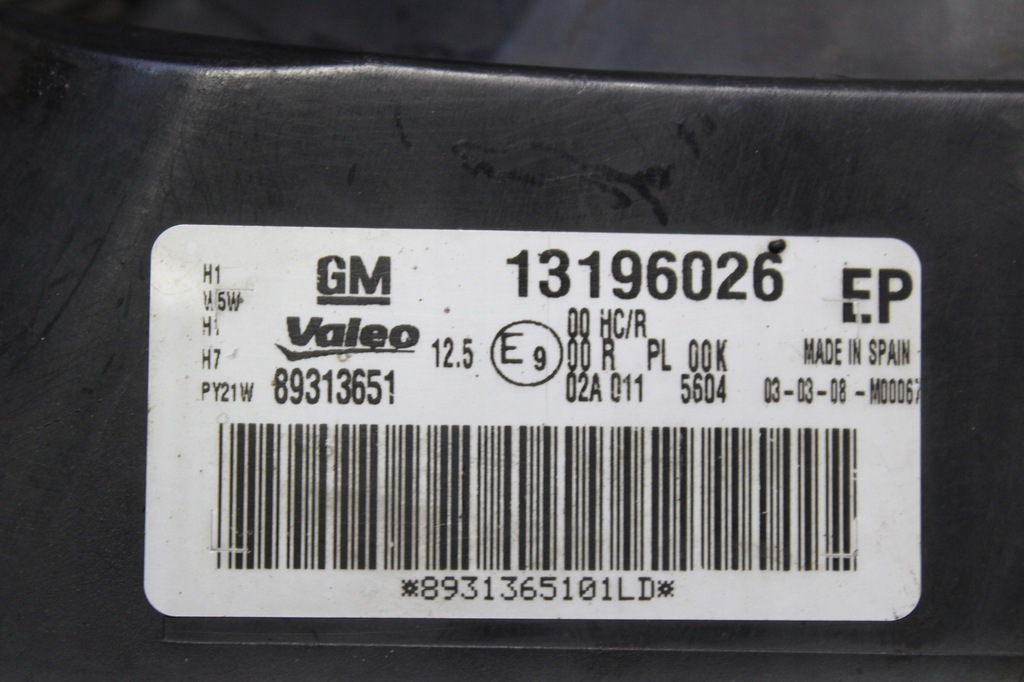 H1
W5W
H1
H7
PY21W
GM
Valeo
89313651
12.5
E9
13196026
00 HC/R
00 R PL 00K
02A 011 5604
EP
MADE IN SPAIN
03-03-08 - M00067
*8931365101LD*